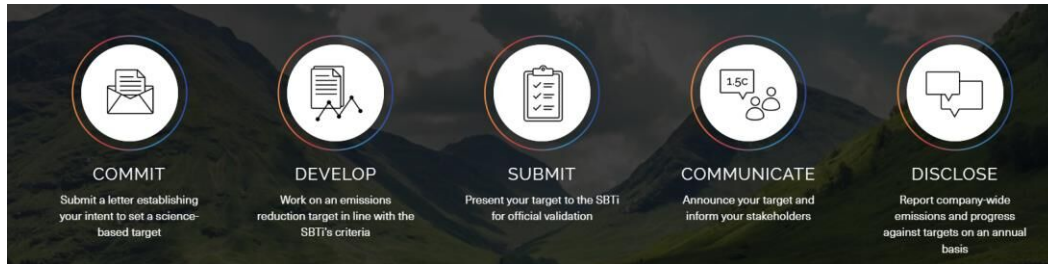 1.5c
COMMIT
Submit a letter establishing
your intent to set a science-
based target
DEVELOP
Work on an emissions
reduction target in line with the
SBTi's criteria
SUBMIT
Present your target to the SBTi
for official validation
COMMUNICATE
Announce your target and
inform your stakeholders
DISCLOSE
Report company-wide
emissions and progress
against targets on an annual
basis